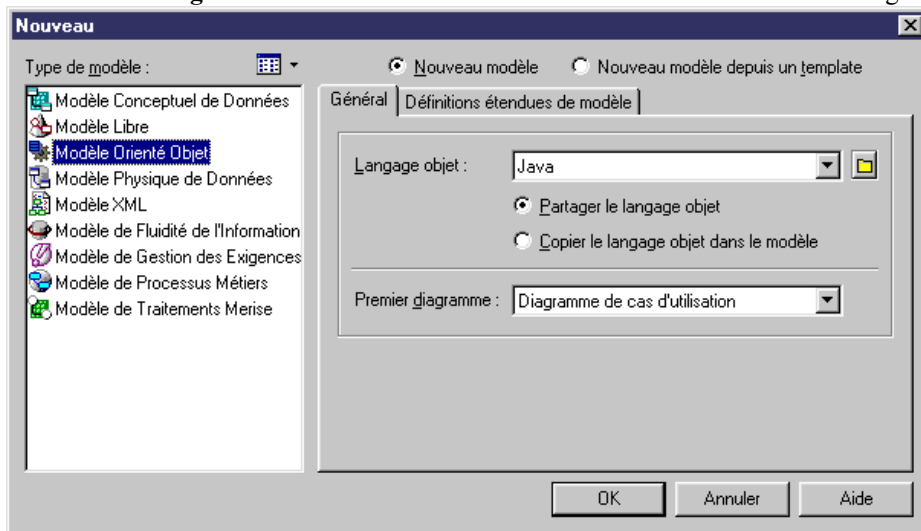 Nouveau
Type de modèle :
Nouveau modèle
Nouveau modèle depuis un template
Modèle Conceptuel de Données
Modèle Libre
Modèle Orienté Objet
Modèle Physique de Données
Modèle XML
Modèle de Fluidité de l'Information
Modèle de Gestion des Exigences
Modèle de Processus Métiers
Modèle de Traitements Merise
Général
Définitions étendues de modèle
Langage objet :
Java
Partager le langage objet
Copier le langage objet dans le modèle
Premier diagramme :
Diagramme de cas d'utilisation
OK
Annuler
Aide